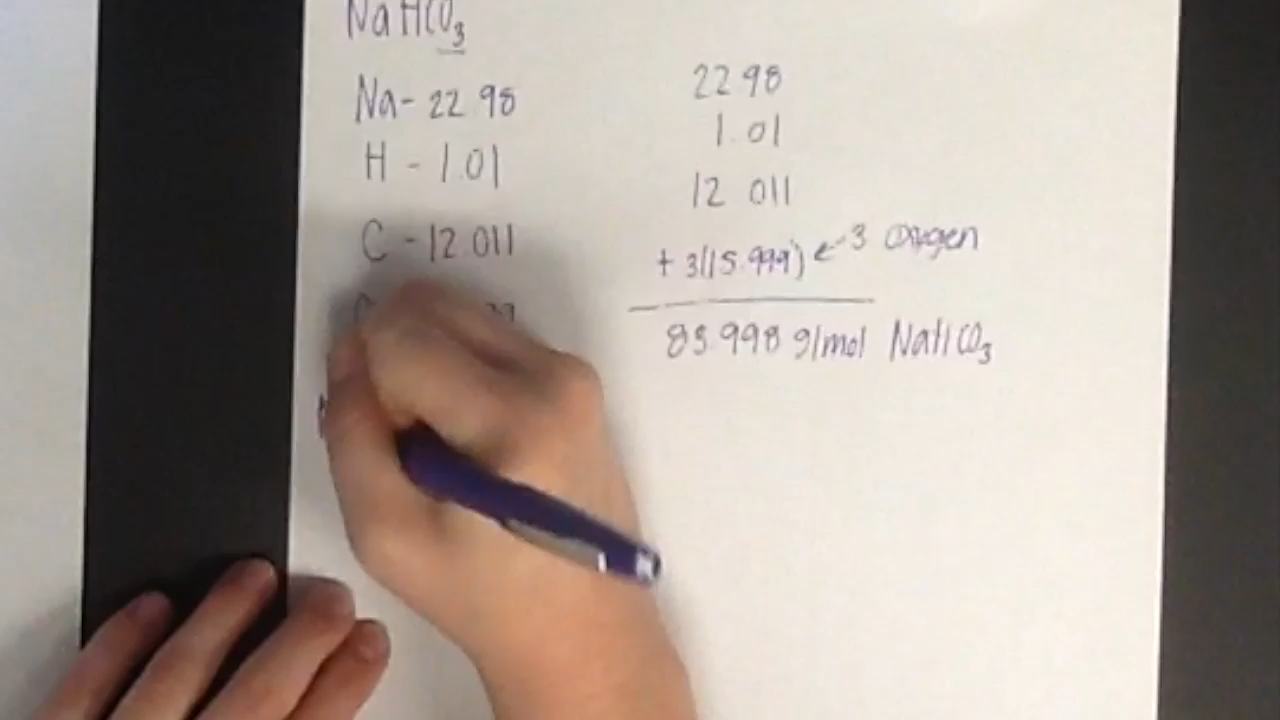 NaHCO3
Na- 22.98
H - 1.01
C - 12.011
22.98
1.01
12.011
+ 3(15.999) ← 3 Oxygen
83.998 g/mol NaHCO3